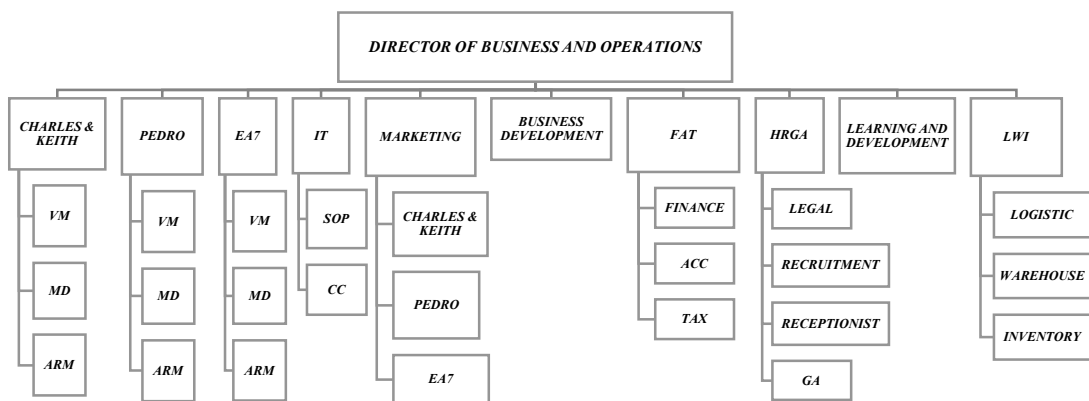 DIRECTOR OF BUSINESS AND OPERATIONS
CHARLES &
KEITH
VM
MD
ARM
PEDRO
VM
MD
ARM
EA7
VM
MD
ARM
IT
SOP
CC
MARKETING
CHARLES &
KEITH
PEDRO
EA7
BUSINESS
DEVELOPMENT
FAT
FINANCE
ACC
TAX
HRGA
LEGAL
RECRUITMENT
RECEPTIONIST
GA
LEARNING AND
DEVELOPMENT
LWI
LOGISTIC
WAREHOUSE
INVENTORY